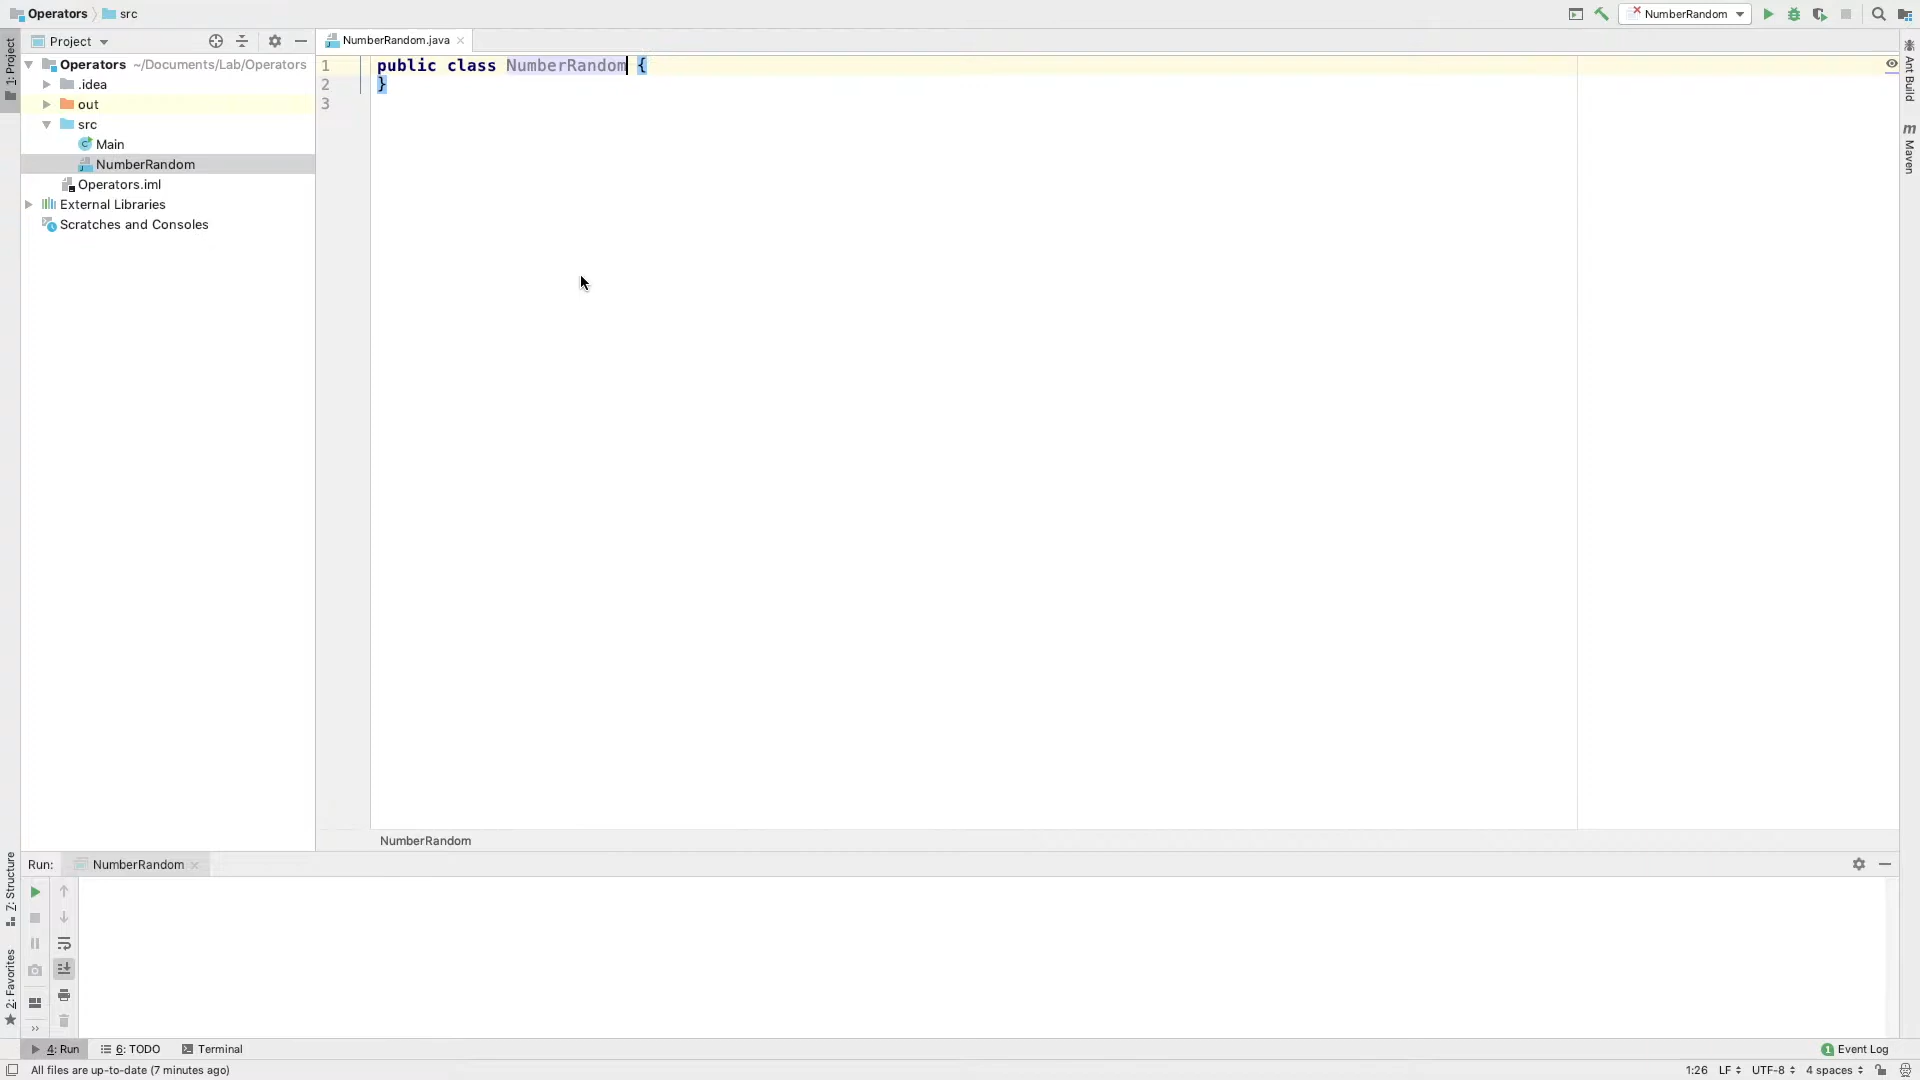 Operators src
NumberRandom
Project
NumberRandom.java
1: Project
Operators ~/Documents/Lab/Operators
.idea
out
src
Main
NumberRandom
Operators.iml
External Libraries
Scratches and Consoles
1 public class NumberRandom {
2 }
3
Ant Build
m Maven
NumberRandom
Run: NumberRandom
Z: Structure
2: Favorites
4: Run 6: TODO Terminal
1 Event Log
All files are up-to-date (7 minutes ago)
1:26 LF UTF-8 4 spaces